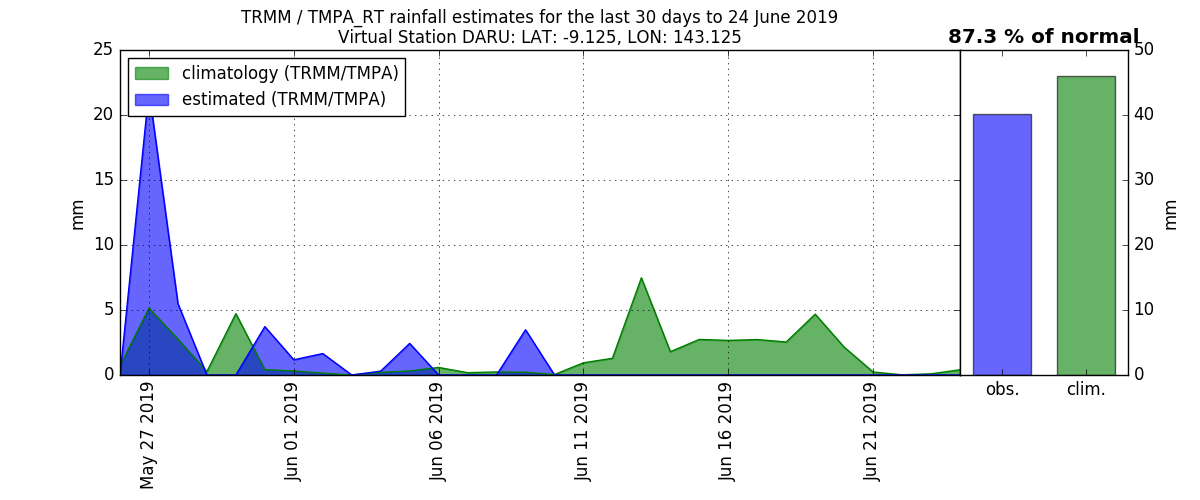 TRMM / TMPA_RT rainfall estimates for the last 30 days to 24 June 2019
Virtual Station DARU: LAT: -9.125, LON: 143.125
87.3 % of normal
climatology (TRMM/TMPA)
estimated (TRMM/TMPA)
25
20
15
10
5
0
mm
May 27 2019
Jun 01 2019
Jun 06 2019
Jun 11 2019
Jun 16 2019
Jun 21 2019
obs.
clim.
50
40
30
20
10
0
mm